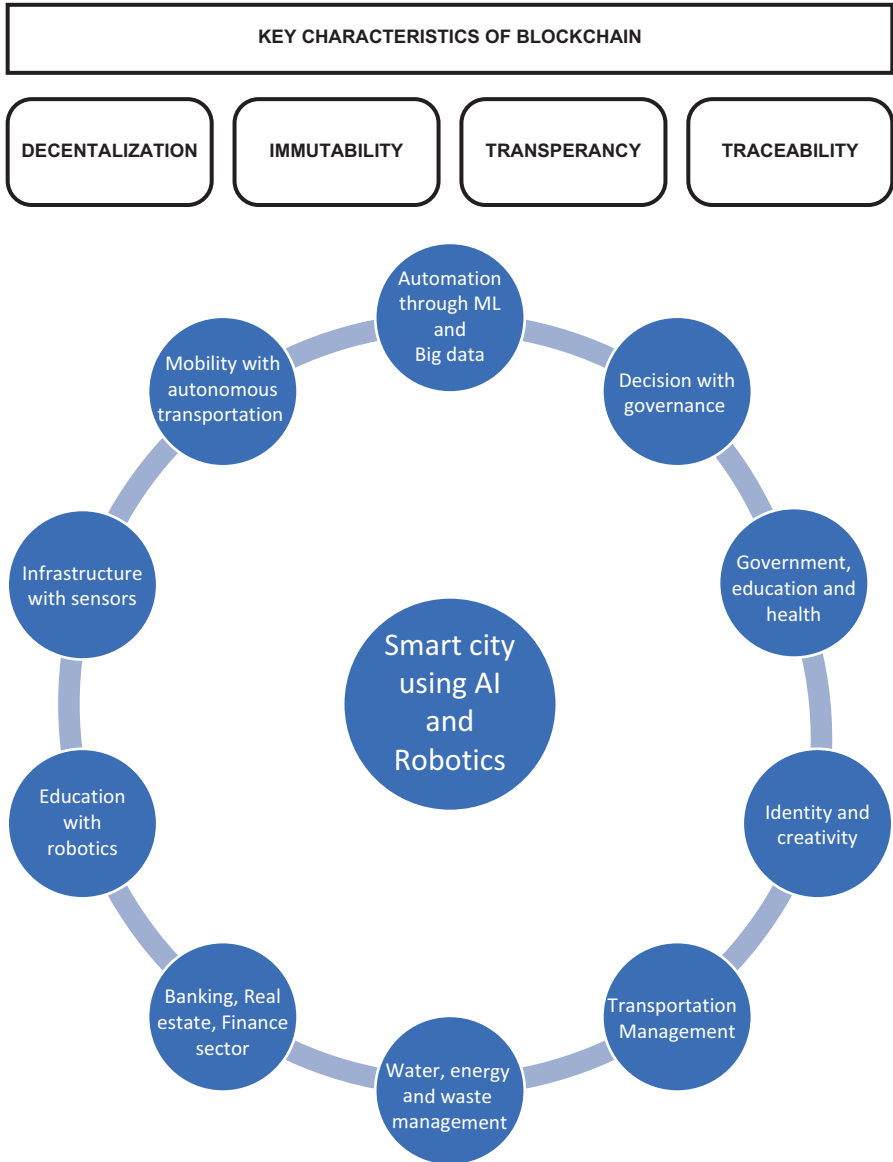 KEY CHARACTERISTICS OF BLOCKCHAIN
DECENTALIZATION
IMMUTABILITY
TRANSPERANCY
TRACEABILITY
Automation
through ML
and
Big data
Decision with
governance
Government,
education and
health
Identity and
creativity
Transportation
Management
Water, energy
and waste
management
Banking, Real
estate, Finance
sector
Education
with
robotics
Infrastructure
with sensors
Mobility with
autonomous
transportation
Smart city
using AI
and
Robotics